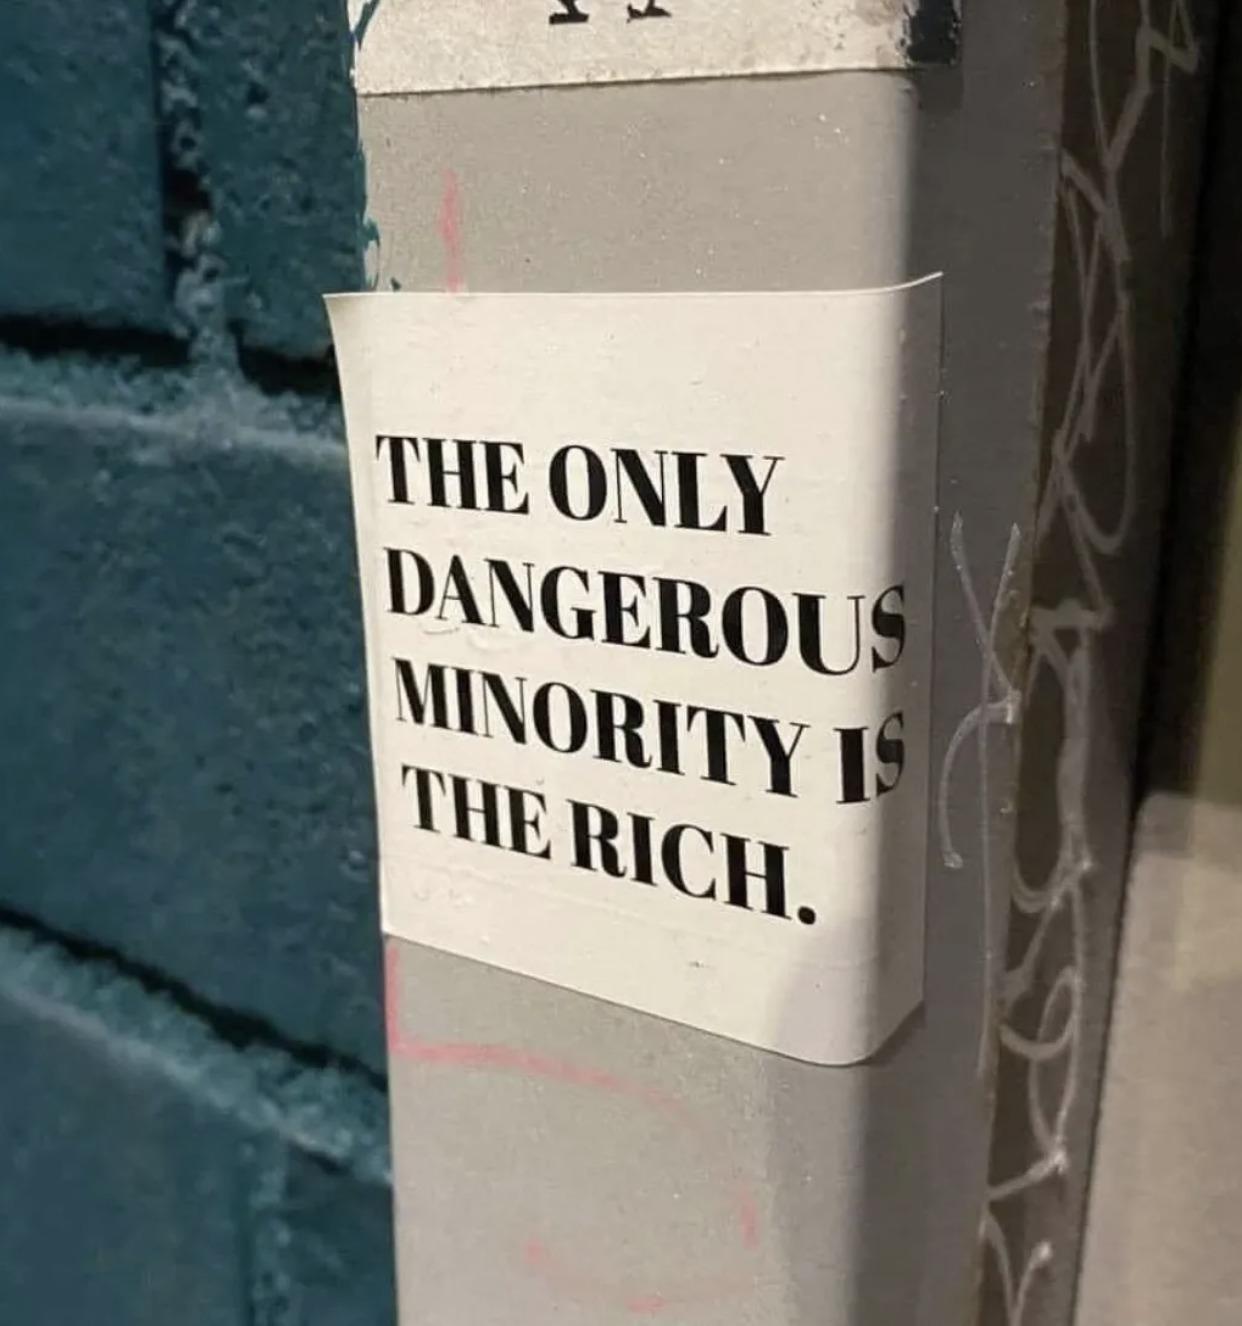 THE ONLY
DANGEROUS
MINORITY IS
THE RICH.